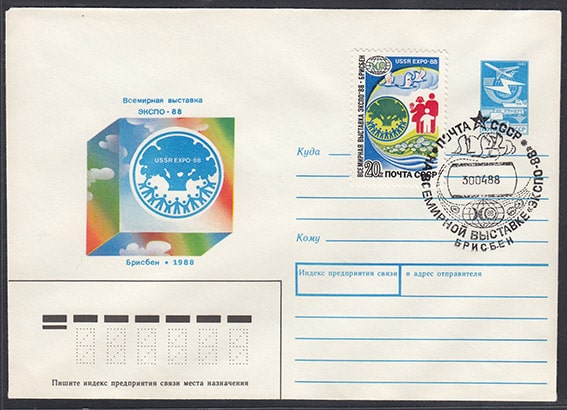 Всемирная выставка
ЭКСПО - 88
USSR EXPO-88
Брисбен • 1988
USSR EXPO-88
ВСЕМИРНАЯ ВЫСТАВКА ЭКСПО'88 • БРИСБЕН
20к ПОЧТА СССР
ПОЧТА СССР
НА ВСЕМИРНОЙ ВЫСТАВКЕ «ЭКСПО-88»
300488
БРИСБЕН
Куда
Кому
Индекс предприятия связи и адрес отправителя
Пишите индекс предприятия связи места назначения